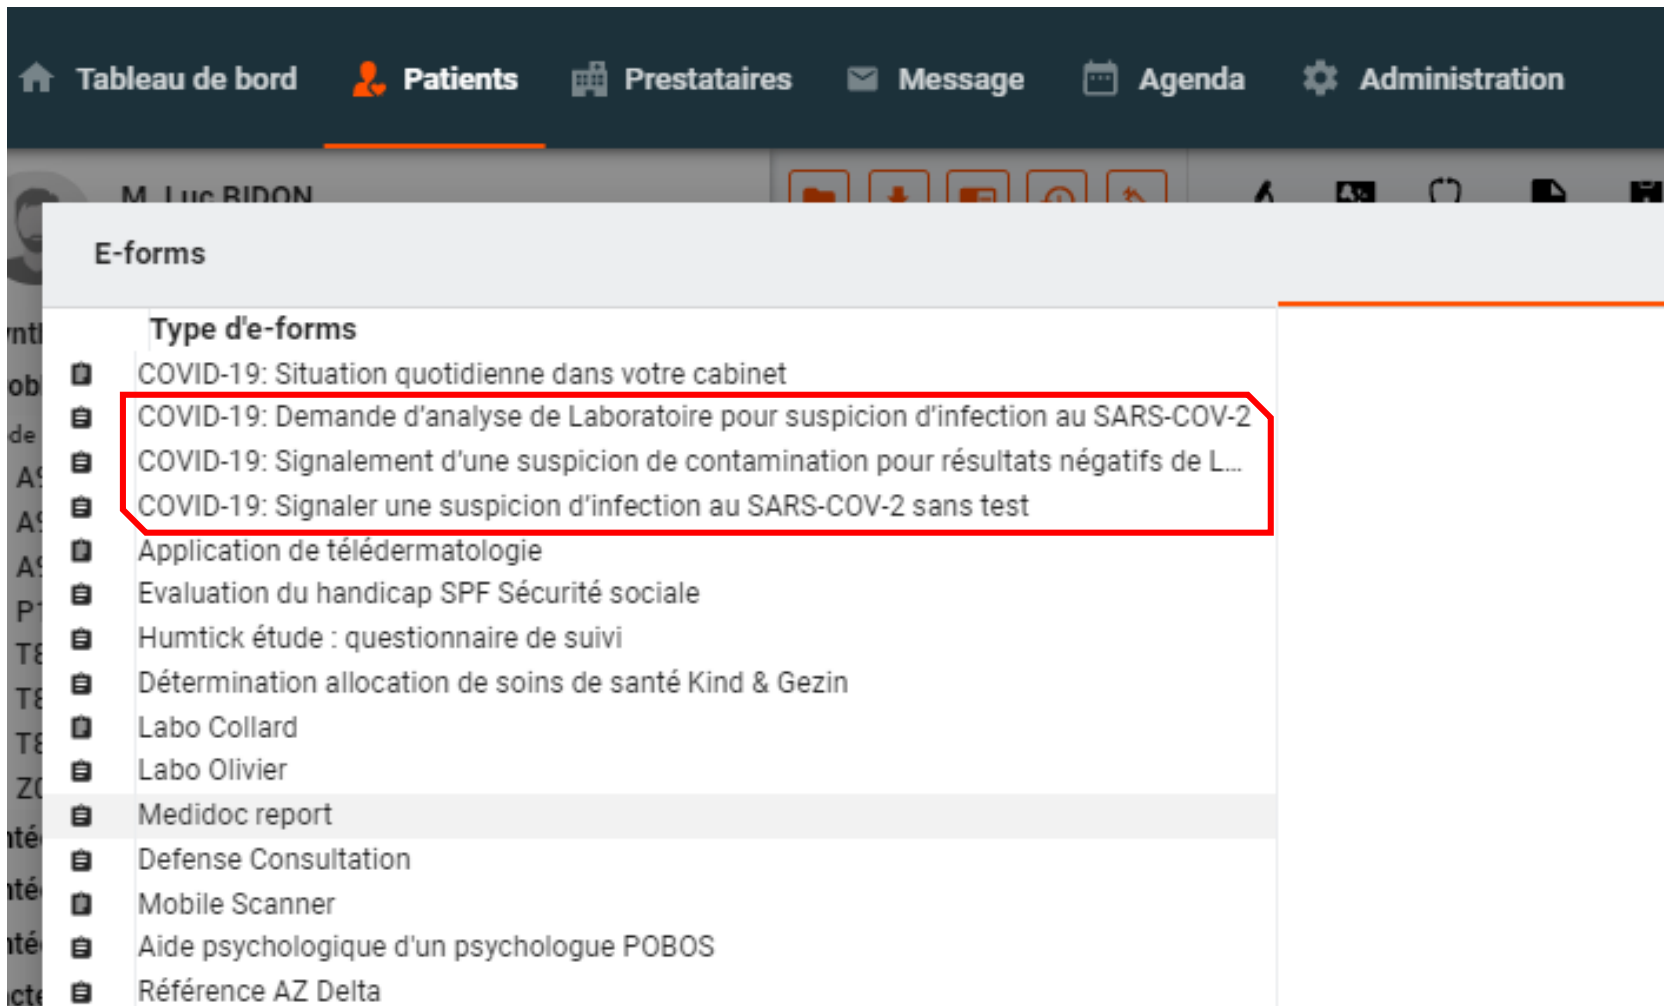 Tableau de bord Patients Prestataires Message Agenda Administration
M. Luc BIDON
E-forms
Type d'e-forms
COVID-19: Situation quotidienne dans votre cabinet
COVID-19: Demande d'analyse de Laboratoire pour suspicion d'infection au SARS-COV-2
COVID-19: Signalement d'une suspicion de contamination pour résultats négatifs de L...
COVID-19: Signaler une suspicion d'infection au SARS-COV-2 sans test
Application de télédermatologie
Evaluation du handicap SPF Sécurité sociale
Humtick étude : questionnaire de suivi
Détermination allocation de soins de santé Kind & Gezin
Labo Collard
Labo Olivier
Medidoc report
Defense Consultation
Mobile Scanner
Aide psychologique d'un psychologue POBOS
Référence AZ Delta